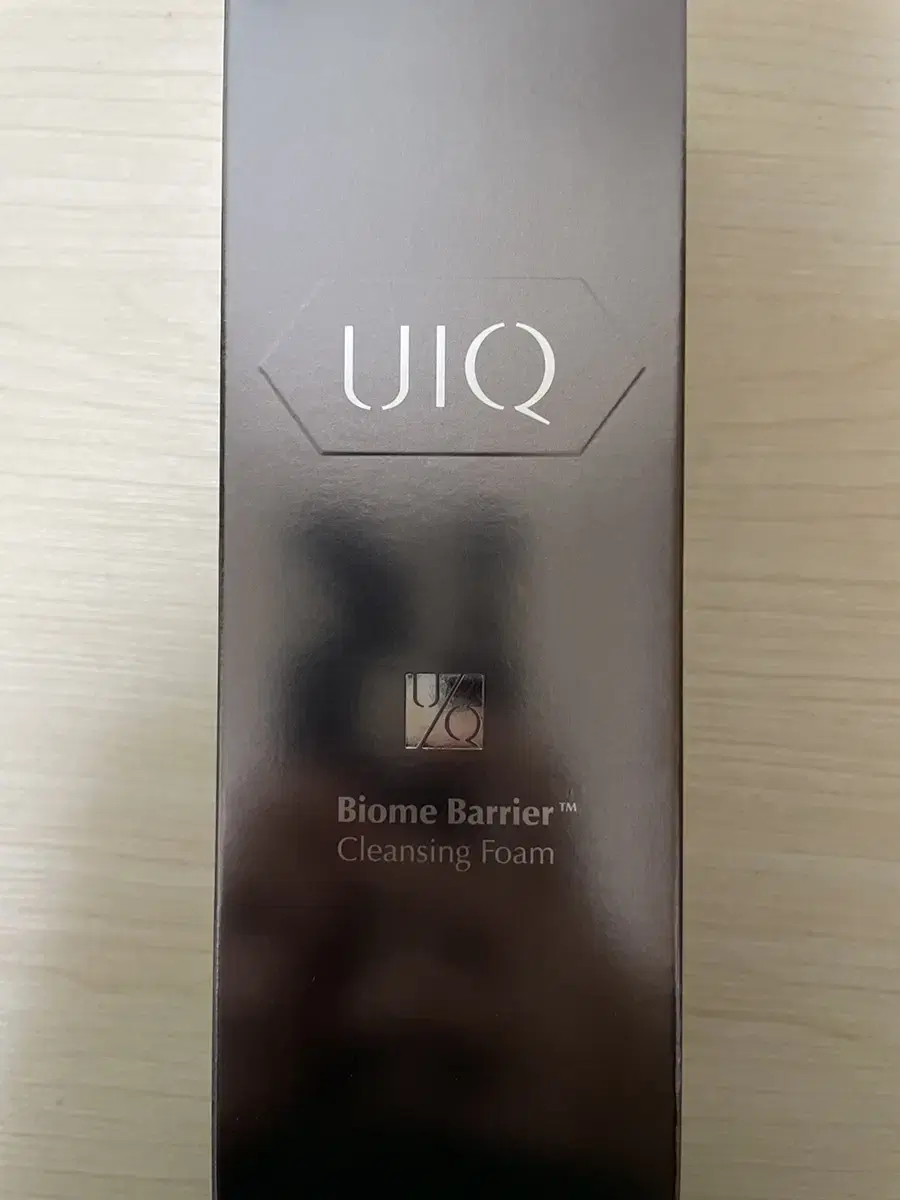 UIQ
U/Q
Biome Barrier™
Cleansing Foam